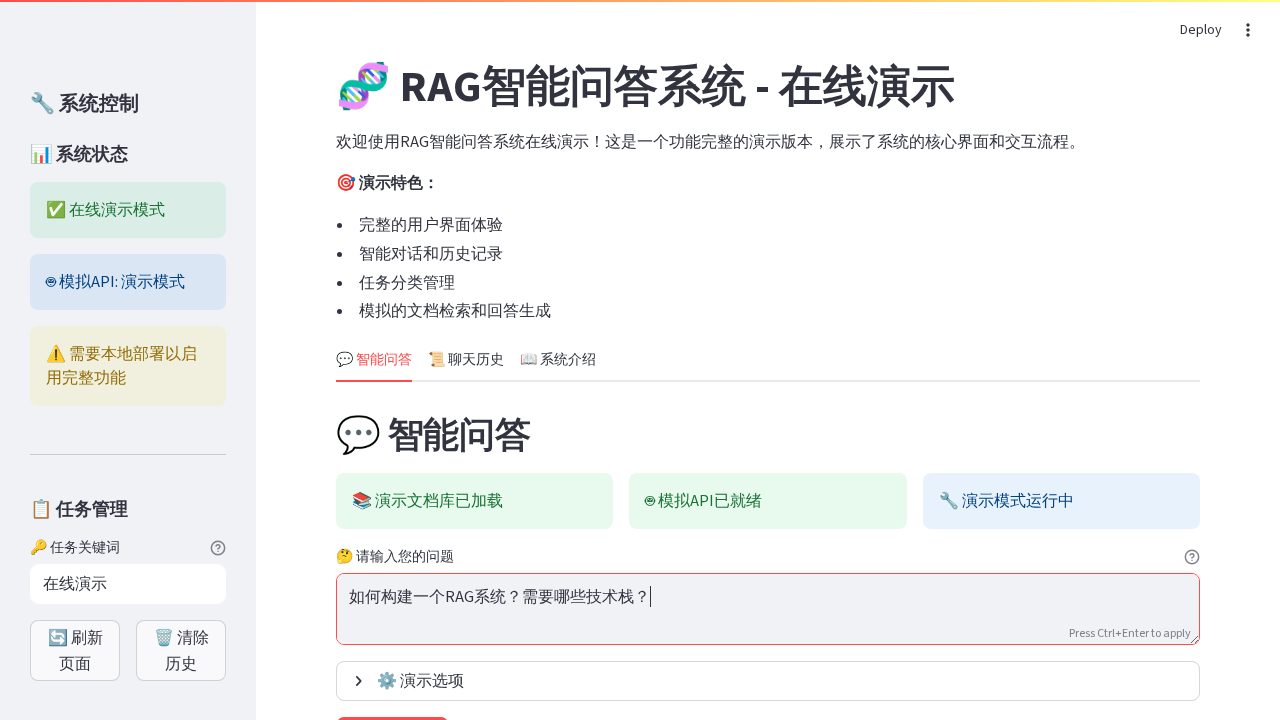 Deploy
🔧 系统控制
📊 系统状态
✅ 在线演示模式
模拟API: 演示模式
⚠️ 需要本地部署以启
用完整功能
📋 任务管理
🔑 任务关键词
在线演示
🔄 刷新
页面
🗑️ 清除
历史
🧬 RAG智能问答系统 - 在线演示
欢迎使用RAG智能问答系统在线演示！这是一个功能完整的演示版本，展示了系统的核心界面和交互流程。
🎯 演示特色：
• 完整的用户界面体验
• 智能对话和历史记录
• 任务分类管理
• 模拟的文档检索和回答生成
💬 智能问答 📜 聊天历史 📖 系统介绍
💬 智能问答
📚 演示文档库已加载
模拟API已就绪
🔧 演示模式运行中
🤔 请输入您的问题
如何构建一个RAG系统？需要哪些技术栈？
Press Ctrl+Enter to apply
⚙️ 演示选项